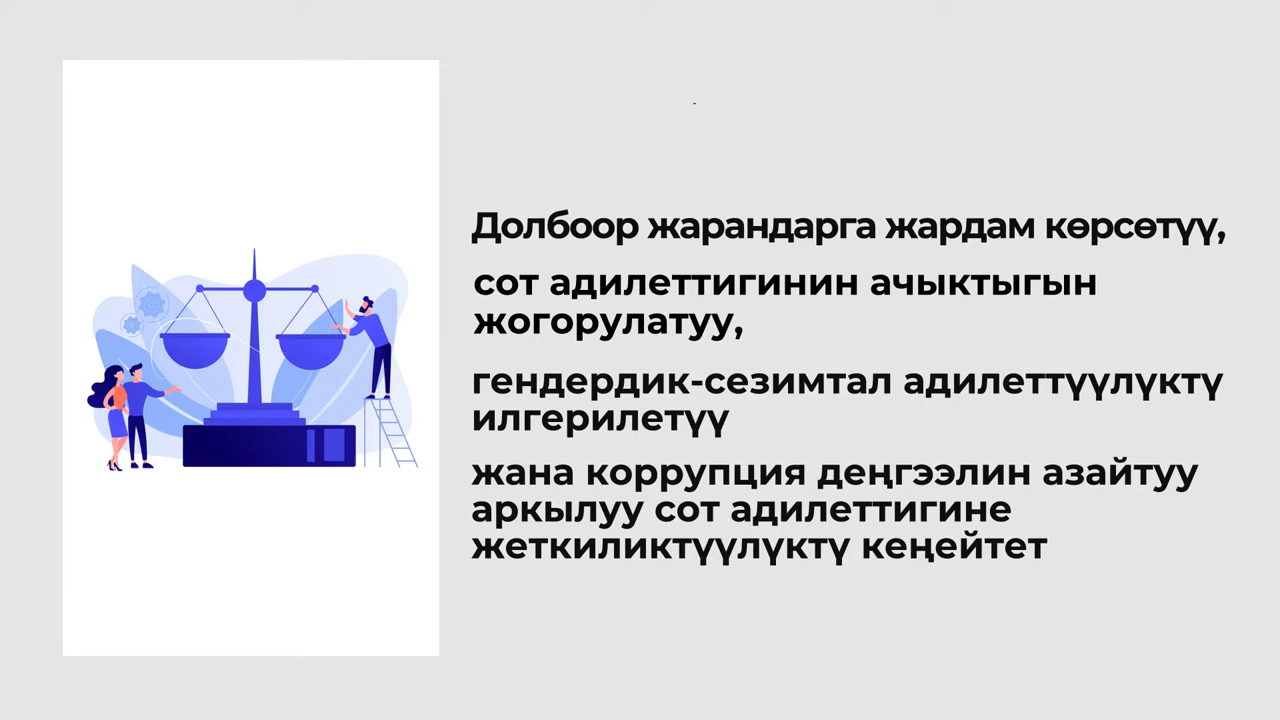 Долбоор жарандарга жардам көрсөтүү,
сот адилеттигинин ачыктыгын
жогорулатуу,
гендердик-сезимтал адилеттүүлүктү
илгерилетүү
жана коррупция деңгээлин азайтуу
аркылуу сот адилеттигине
жеткиликтүүлүктү кеңейтет